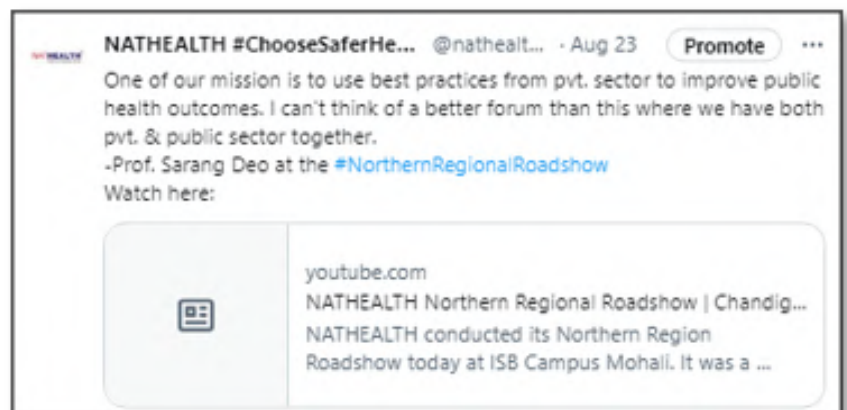 NATHEALTH
NATHEALTH #ChooseSaferHe... @nathealt... · Aug 23 Promote ...
One of our mission is to use best practices from pvt. sector to improve public
health outcomes. I can't think of a better forum than this where we have both
pvt. & public sector together.
-Prof. Sarang Deo at the #NorthernRegionalRoadshow
Watch here:
youtube.com
NATHEALTH Northern Regional Roadshow | Chandig...
NATHEALTH conducted its Northern Region
Roadshow today at ISB Campus Mohali. It was a ...